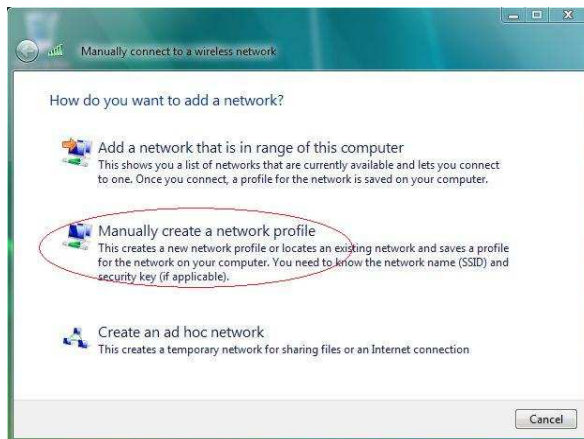 Manually connect to a wireless network
How do you want to add a network?
Add a network that is in range of this computer
This shows you a list of networks that are currently available and lets you connect
to one. Once you connect, a profile for the network is saved on your computer.
Manually create a network profile
This creates a new network profile or locates an existing network and saves a profile
for the network on your computer. You need to know the network name (SSID) and
security key (if applicable).
Create an ad hoc network
This creates a temporary network for sharing files or an Internet connection
Cancel